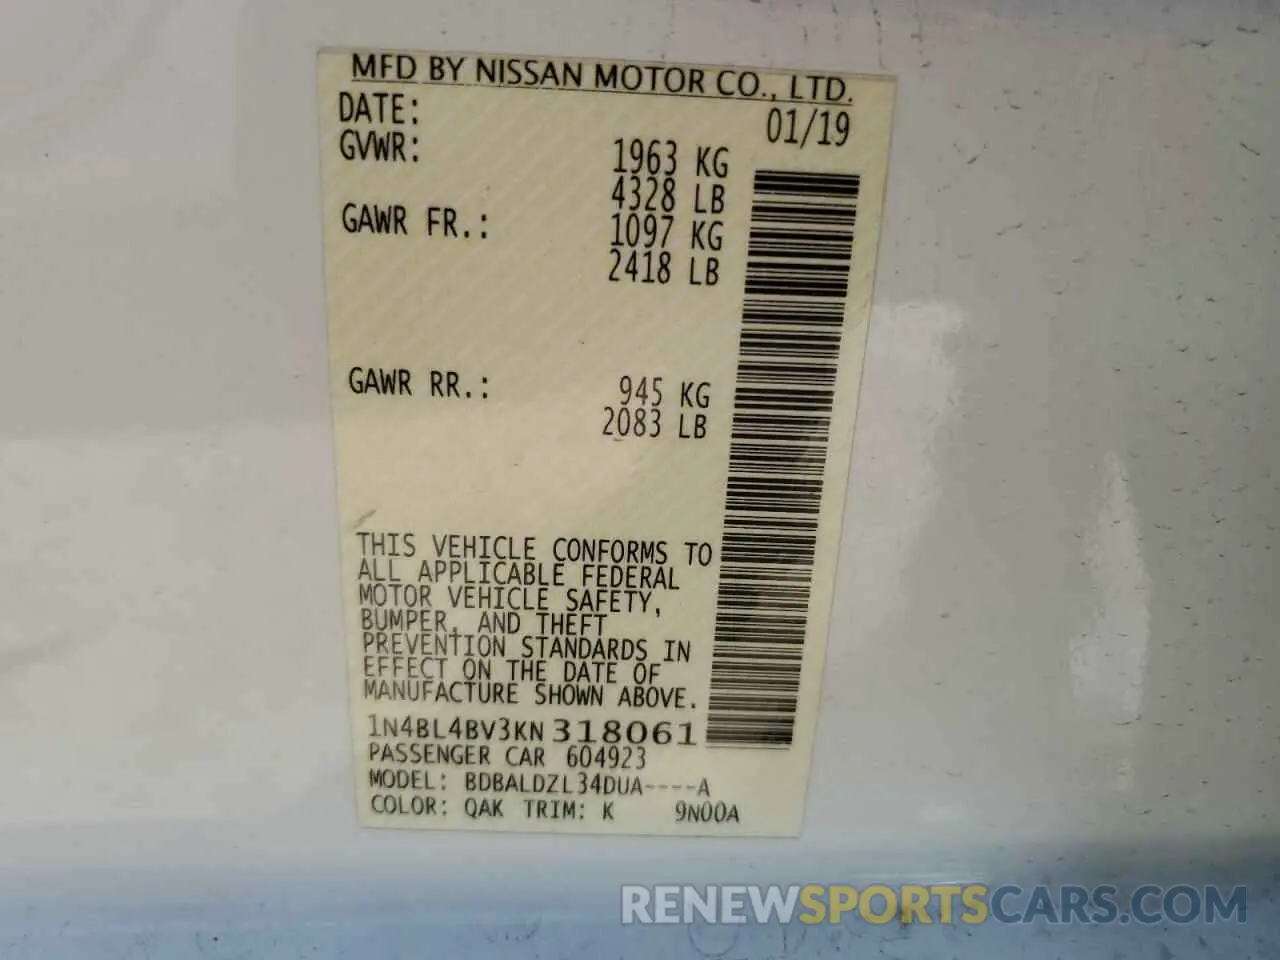 MFD BY NISSAN MOTOR CO., LTD.
DATE: 01/19
GVWR: 1963 KG
4328 LB
GAWR FR.: 1097 KG
2418 LB
GAWR RR.: 945 KG
2083 LB
THIS VEHICLE CONFORMS TO
ALL APPLICABLE FEDERAL
MOTOR VEHICLE SAFETY,
BUMPER, AND THEFT
PREVENTION STANDARDS IN
EFFECT ON THE DATE OF
MANUFACTURE SHOWN ABOVE.
1N4BL4BV3KN318061
PASSENGER CAR 604923
MODEL: BDBALDZL34DUA----A
COLOR: QAK TRIM: K 9N00A
RENEWSPORTSCARS.COM